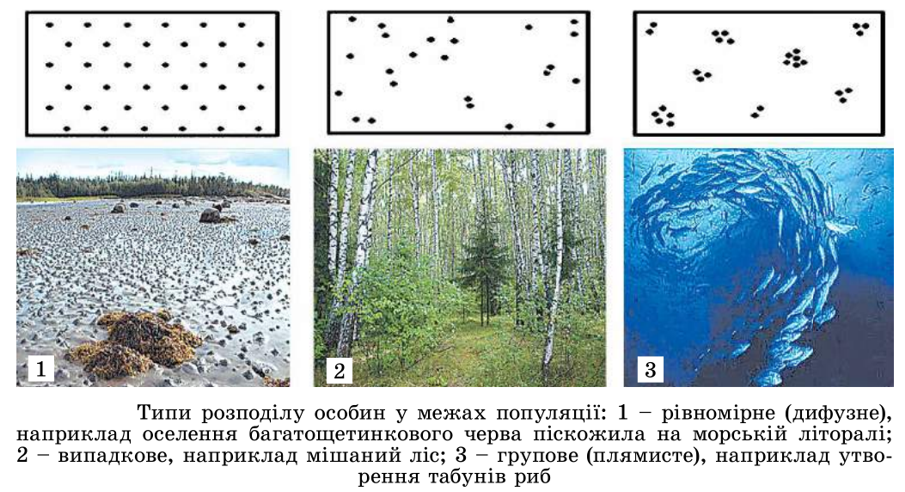 1
2
3
Типи розподілу особин у межах популяції: 1 – рівномірне (дифузне),
наприклад оселення багатощетинкового черва піскожила на морській літоралі;
2 – випадкове, наприклад мішаний ліс; 3 – групове (плямисте), наприклад утво-
рення табунів риб